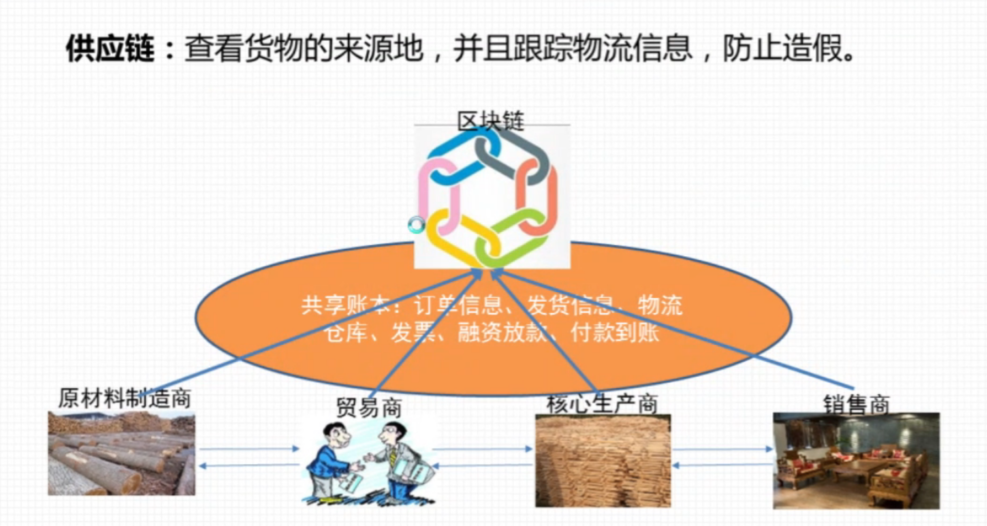 供应链：查看货物的来源地，并且跟踪物流信息，防止造假。
区块链
共享账本：订单信息、发货信息、物流
仓库、发票、融资放款、付款到账
原材料制造商
贸易商
核心生产商
销售商